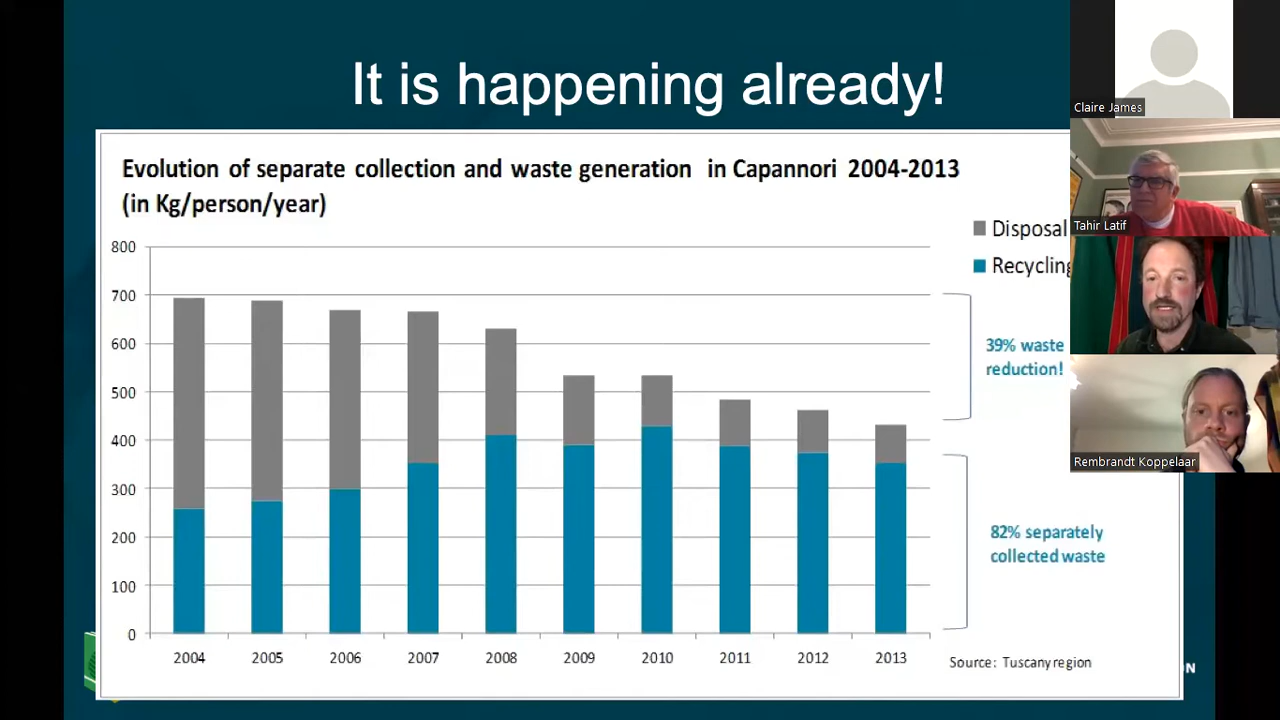 It is happening already!
Evolution of separate collection and waste generation in Capannori 2004-2013
(in Kg/person/year)
Disposal
Recycling
800
700
600
500
400
300
200
100
0
2004
2005
2006
2007
2008
2009
2010
2011
2012
2013
39% waste
reduction!
82% separately
collected waste
Source: Tuscany region
ON
Claire James
Tahir Latif
Rembrandt Koppelaar